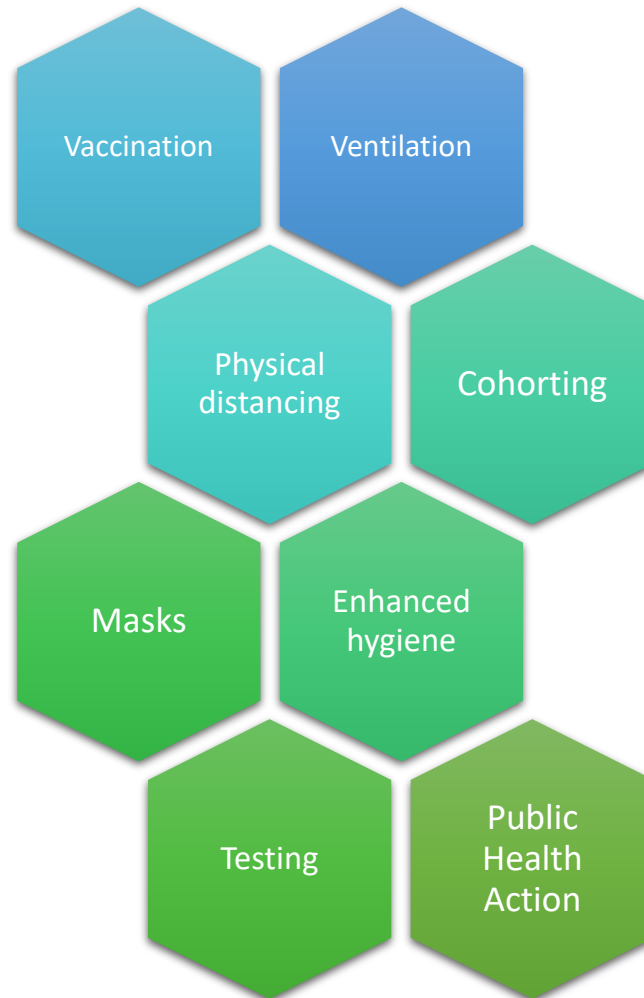 Vaccination
Ventilation
Physical
distancing
Cohorting
Masks
Enhanced
hygiene
Testing
Public
Health
Action